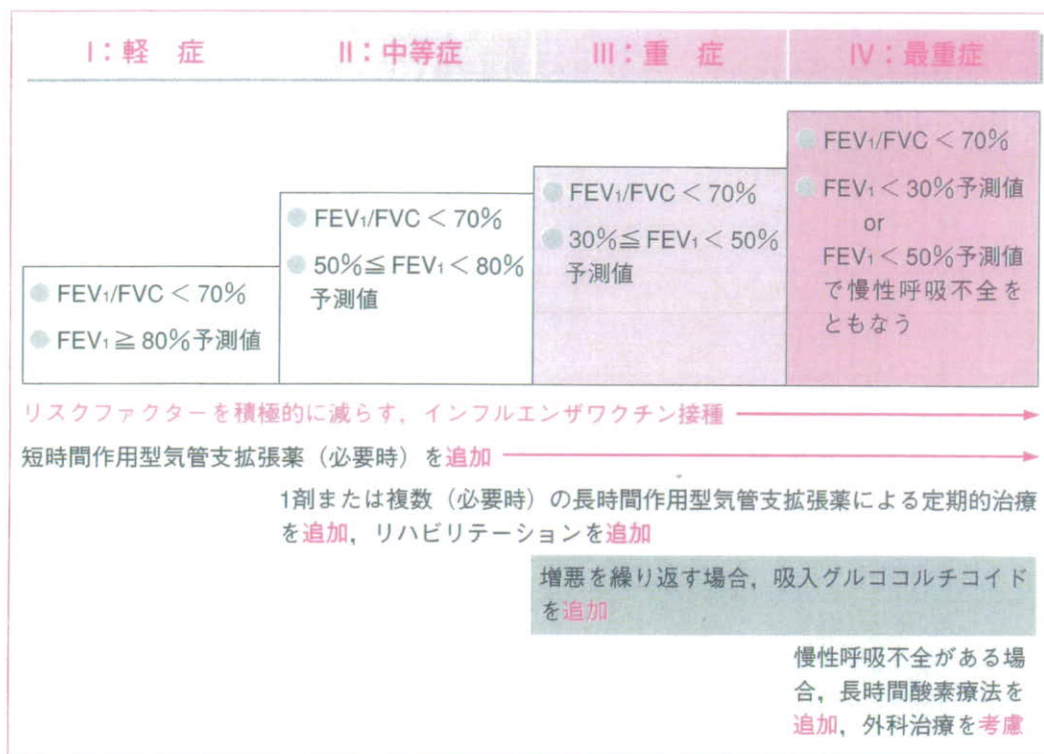 I：軽　症
II：中等症
III：重　症
IV：最重症
FEV₁/FVC＜70％
FEV₁≧80％予測値
FEV₁/FVC＜70％
50％≦FEV₁＜80％
予測値
FEV₁/FVC＜70％
30％≦FEV₁＜50％
予測値
FEV₁/FVC＜70％
FEV₁＜30％予測値
or
FEV₁＜50％予測値
で慢性呼吸不全を
ともなう
リスクファクターを積極的に減らす，インフルエンザワクチン接種
短時間作用型気管支拡張薬（必要時）を追加
1剤または複数（必要時）の長時間作用型気管支拡張薬による定期的治療
を追加，リハビリテーションを追加
増悪を繰り返す場合，吸入グルココルチコイド
を追加
慢性呼吸不全がある場
合，長時間酸素療法を
追加，外科治療を考慮